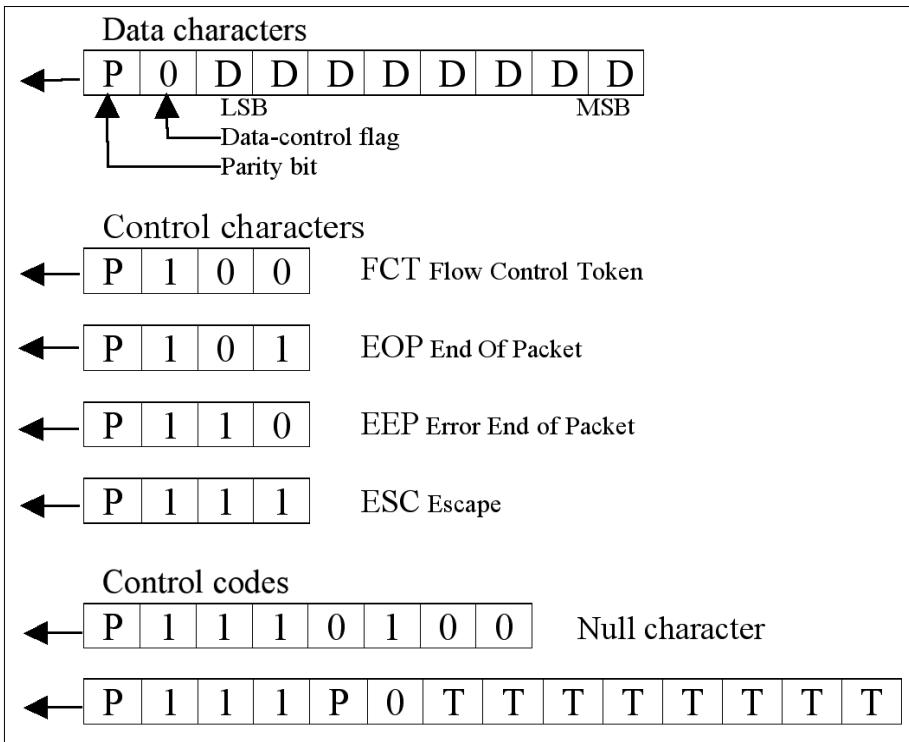 Data characters
P 0 D D D D D D D D
LSB MSB
Data-control flag
Parity bit
Control characters
P 1 0 0 FCT Flow Control Token
P 1 0 1 EOP End Of Packet
P 1 1 0 EEP Error End of Packet
P 1 1 1 ESC Escape
Control codes
P 1 1 1 0 1 0 0 Null character
P 1 1 1 P 0 T T T T T T T T